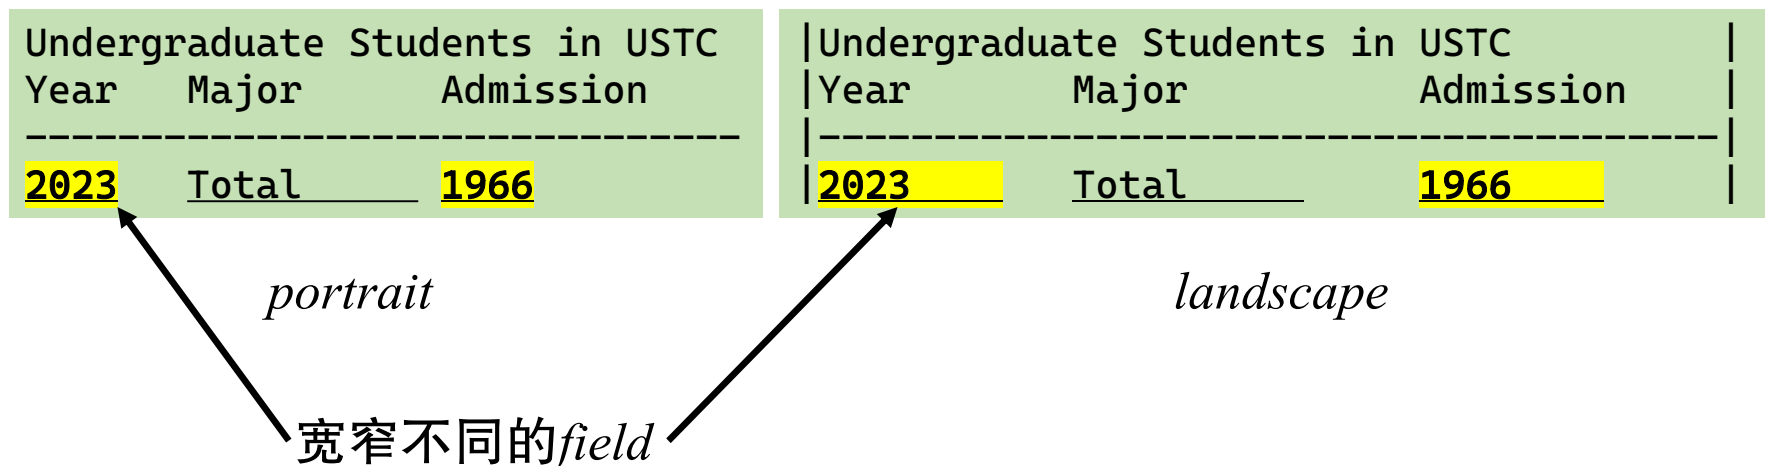 Undergraduate Students in USTC
Year   Major      Admission
-------------------------------
2023   Total      1966
|Undergraduate Students in USTC         |
|Year       Major          Admission    |
|---------------------------------------|
|2023       Total          1966         |
portrait
landscape
宽窄不同的field